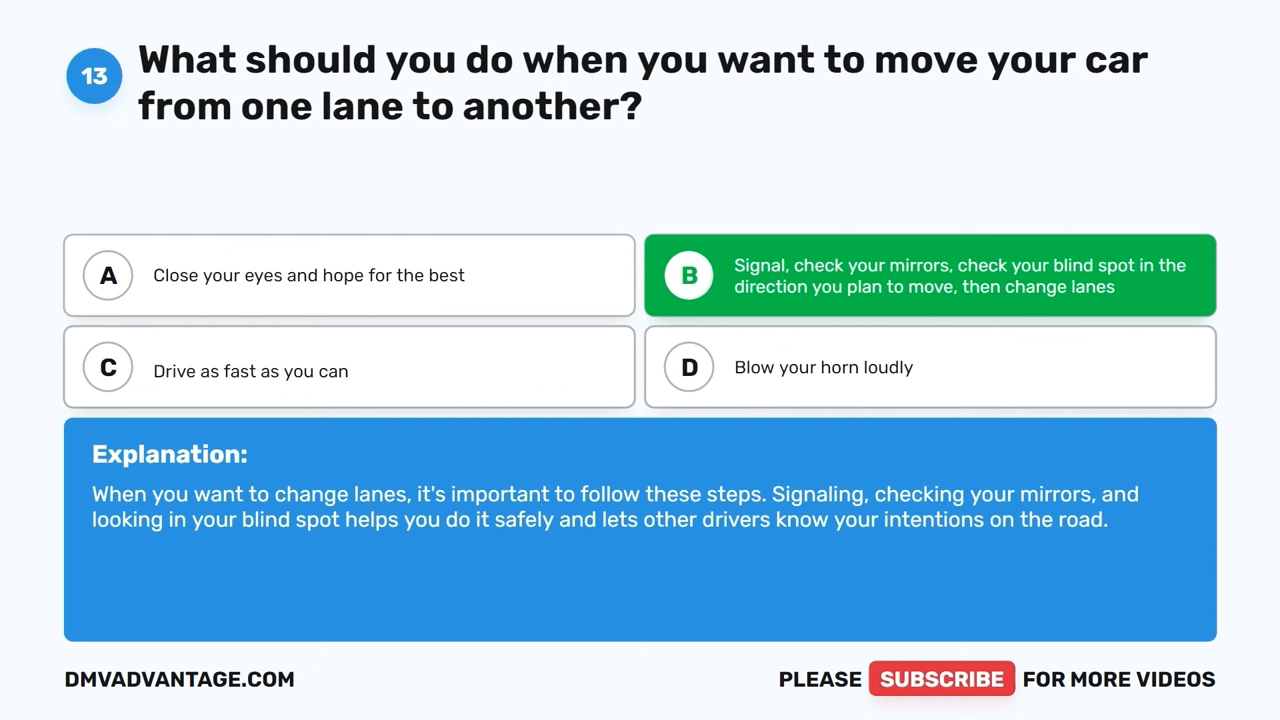 13
What should you do when you want to move your car
from one lane to another?
A
Close your eyes and hope for the best
B
Signal, check your mirrors, check your blind spot in the
direction you plan to move, then change lanes
C
Drive as fast as you can
D
Blow your horn loudly
Explanation:
When you want to change lanes, it's important to follow these steps. Signaling, checking your mirrors, and
looking in your blind spot helps you do it safely and lets other drivers know your intentions on the road.
DMVADVANTAGE.COM
PLEASE SUBSCRIBE FOR MORE VIDEOS